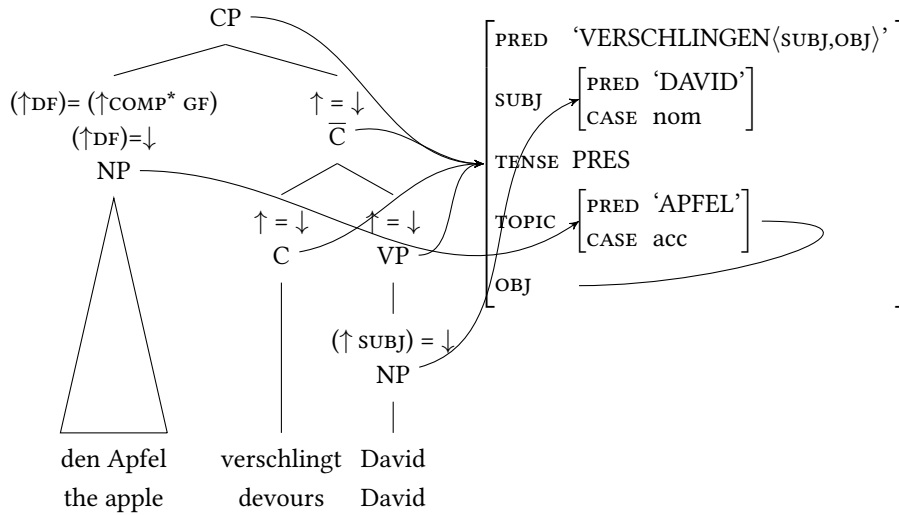 CP
(↑DF)= (↑COMP* GF)
(↑DF)=↓
NP
↑ = ↓
C̅
↑ = ↓
C
↑ = ↓
VP
(↑ SUBJ) = ↓
NP
den Apfel verschlingt David
the apple devours David
PRED ‘VERSCHLINGEN⟨SUBJ,OBJ⟩’
SUBJ
PRED ‘DAVID’
CASE nom
TENSE PRES
TOPIC
PRED ‘APFEL’
CASE acc
OBJ